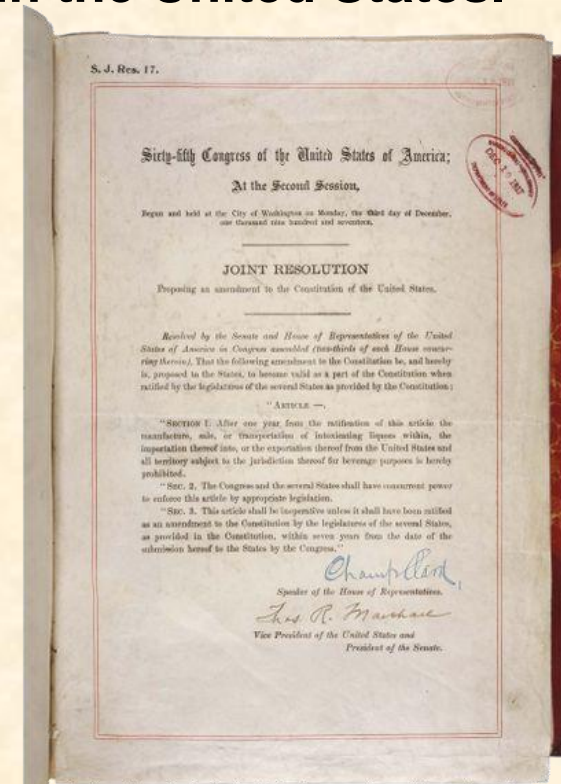 in the United States.
S. J. Res. 17.
Sixty-fifth Congress of the United States of America;
At the Second Session,
Begun and held at the City of Washington on Monday, the third day of December,
one thousand nine hundred and seventeen.
JOINT RESOLUTION
Proposing an amendment to the Constitution of the United States.
Resolved by the Senate and House of Representatives of the United
States of America in Congress assembled (two-thirds of each House concur-
ring therein), That the following amendment to the Constitution be, and hereby
is, proposed to the States, to become valid as a part of the Constitution when
ratified by the legislatures of the several States as provided by the Constitution:
"ARTICLE —.
"SECTION 1. After one year from the ratification of this article the
manufacture, sale, or transportation of intoxicating liquors within, the
importation thereof into, or the exportation thereof from the United States and
all territory subject to the jurisdiction thereof for beverage purposes is hereby
prohibited.
"SEC. 2. The Congress and the several States shall have concurrent power
to enforce this article by appropriate legislation.
"SEC. 3. This article shall be inoperative unless it shall have been ratified
as an amendment to the Constitution by the legislatures of the several States,
as provided in the Constitution, within seven years from the date of the
submission hereof to the States by the Congress."
Champ Clark
Speaker of the House of Representatives.
Thos. R. Marshall
Vice President of the United States and
President of the Senate.
DEC 19 1917
DEPARTMENT OF STATE